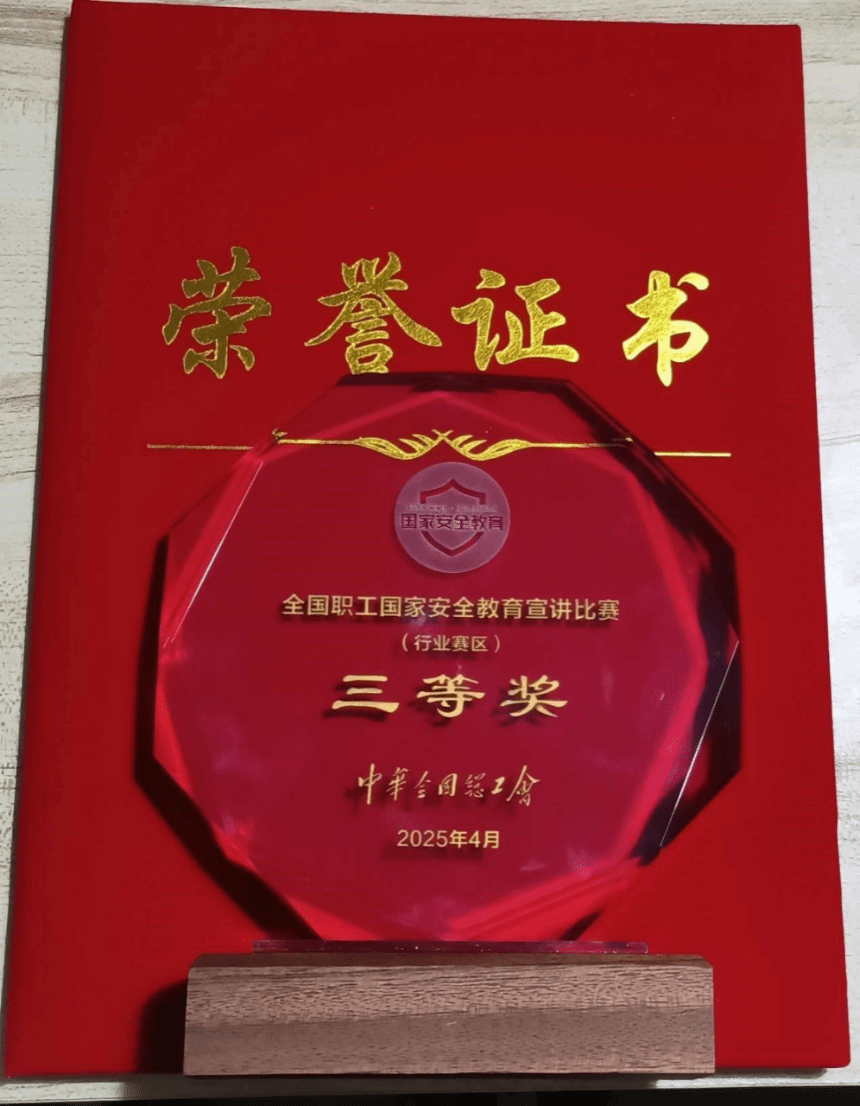 荣誉证书
国家安全教育
全国职工国家安全教育宣讲比赛
（行业赛区）
三等奖
中華全国总工會
2025年4月